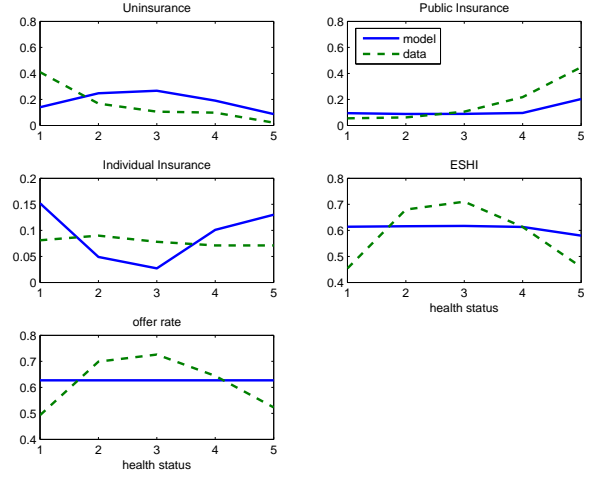 Uninsurance
0.8
0.6
0.4
0.2
0
1 2 3 4 5
Public Insurance
model
data
0.8
0.6
0.4
0.2
0
1 2 3 4 5
Individual Insurance
0.2
0.15
0.1
0.05
0
1 2 3 4 5
ESHI
0.8
0.7
0.6
0.5
0.4
1 2 3 4 5
health status
offer rate
0.8
0.7
0.6
0.5
0.4
1 2 3 4 5
health status